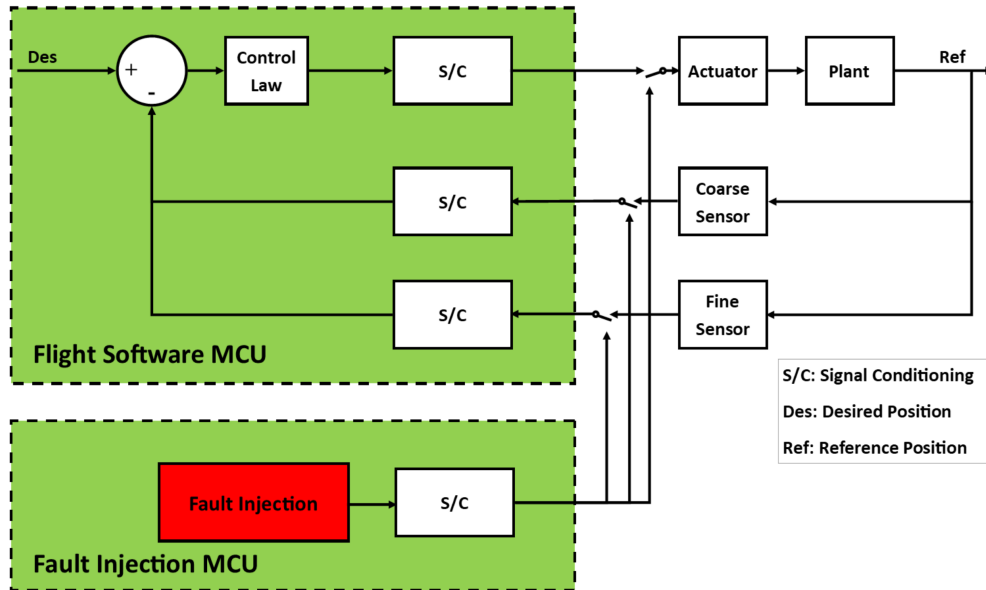 Des
+
-
Control
Law
S/C
Actuator
Plant
Ref
S/C
Coarse
Sensor
S/C
Fine
Sensor
Flight Software MCU
S/C: Signal Conditioning
Des: Desired Position
Ref: Reference Position
Fault Injection
S/C
Fault Injection MCU